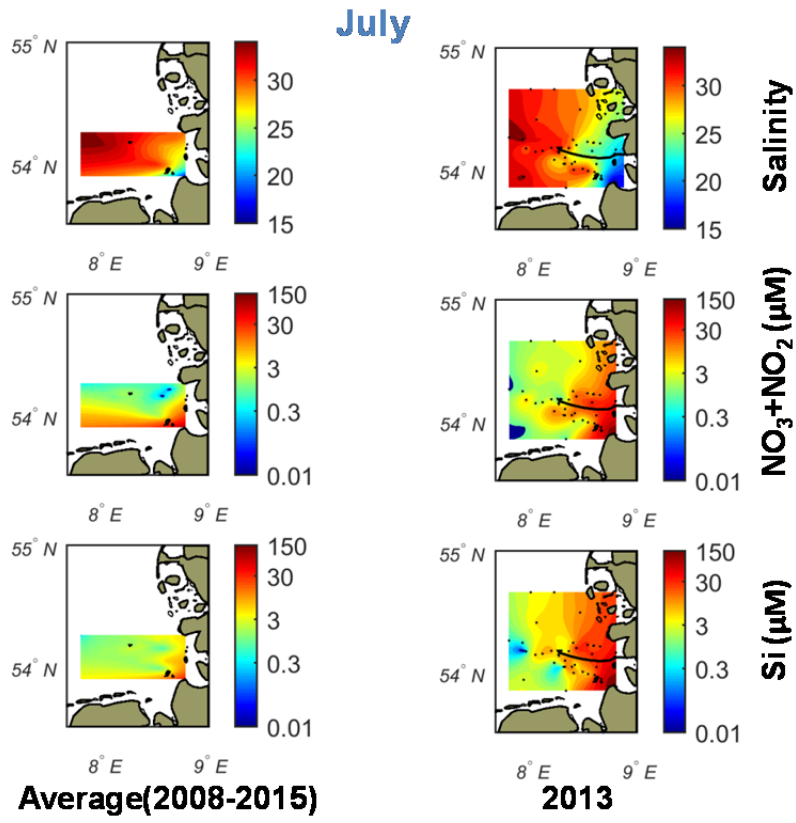 July
55° N
54° N
30
25
20
15
8° E
9° E
55° N
54° N
30
25
20
15
8° E
9° E
Salinity
55° N
54° N
150
30
3
0.3
0.01
8° E
9° E
55° N
54° N
150
30
3
0.3
0.01
8° E
9° E
NO₃+NO₂ (μM)
55° N
54° N
150
30
3
0.3
0.01
8° E
9° E
55° N
54° N
150
30
3
0.3
0.01
8° E
9° E
Si (μM)
Average(2008-2015)
2013